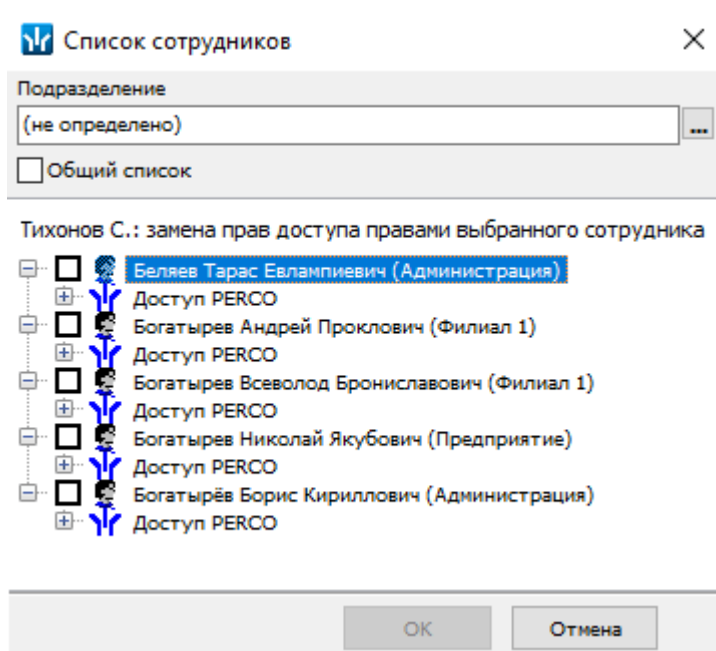 Список сотрудников
Подразделение
(не определено)
...
Общий список
Тихонов С.: замена прав доступа правами выбранного сотрудника
Беляев Тарас Евлампиевич (Администрация)
Доступ PERCO
Богатырев Андрей Проклович (Филиал 1)
Доступ PERCO
Богатырев Всеволод Брониславович (Филиал 1)
Доступ PERCO
Богатырев Николай Якубович (Предприятие)
Доступ PERCO
Богатырёв Борис Кириллович (Администрация)
Доступ PERCO
OK Отмена